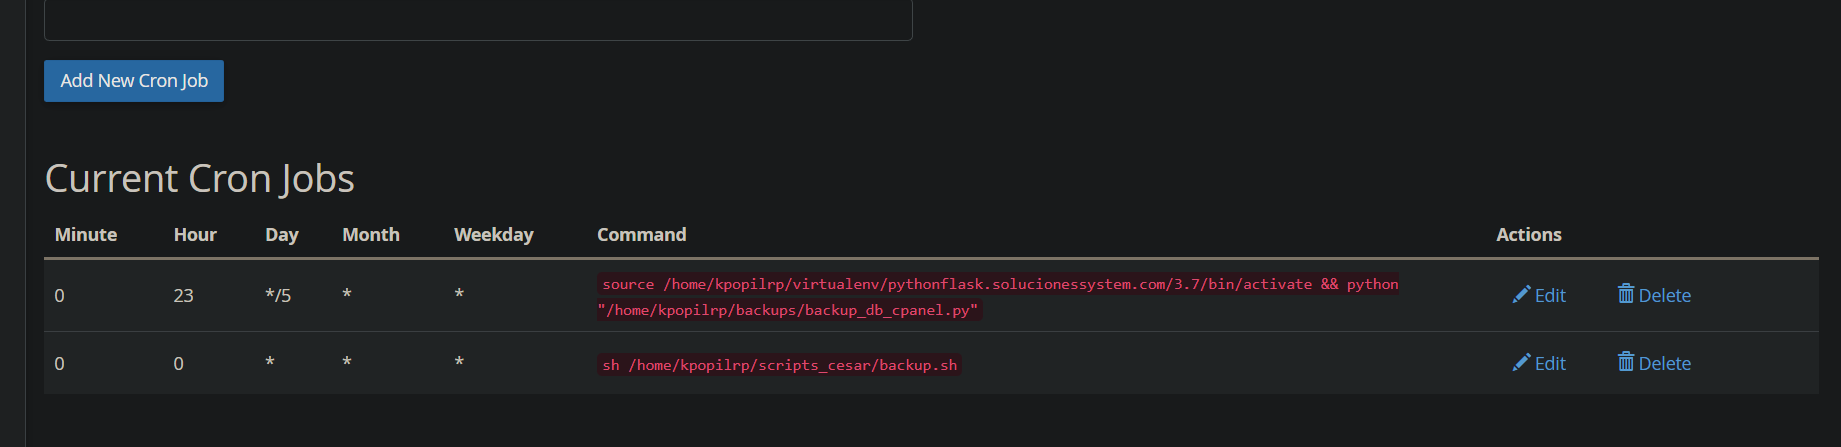 Add New Cron Job
Current Cron Jobs
Minute Hour Day Month Weekday Command Actions
0 23 */5 * * source /home/kpopilrp/virtualenv/pythonflask.solucionessystem.com/3.7/bin/activate && python Edit Delete
"/home/kpopilrp/backups/backup_db_cpanel.py"
0 0 * * * sh /home/kpopilrp/scripts_cesar/backup.sh Edit Delete